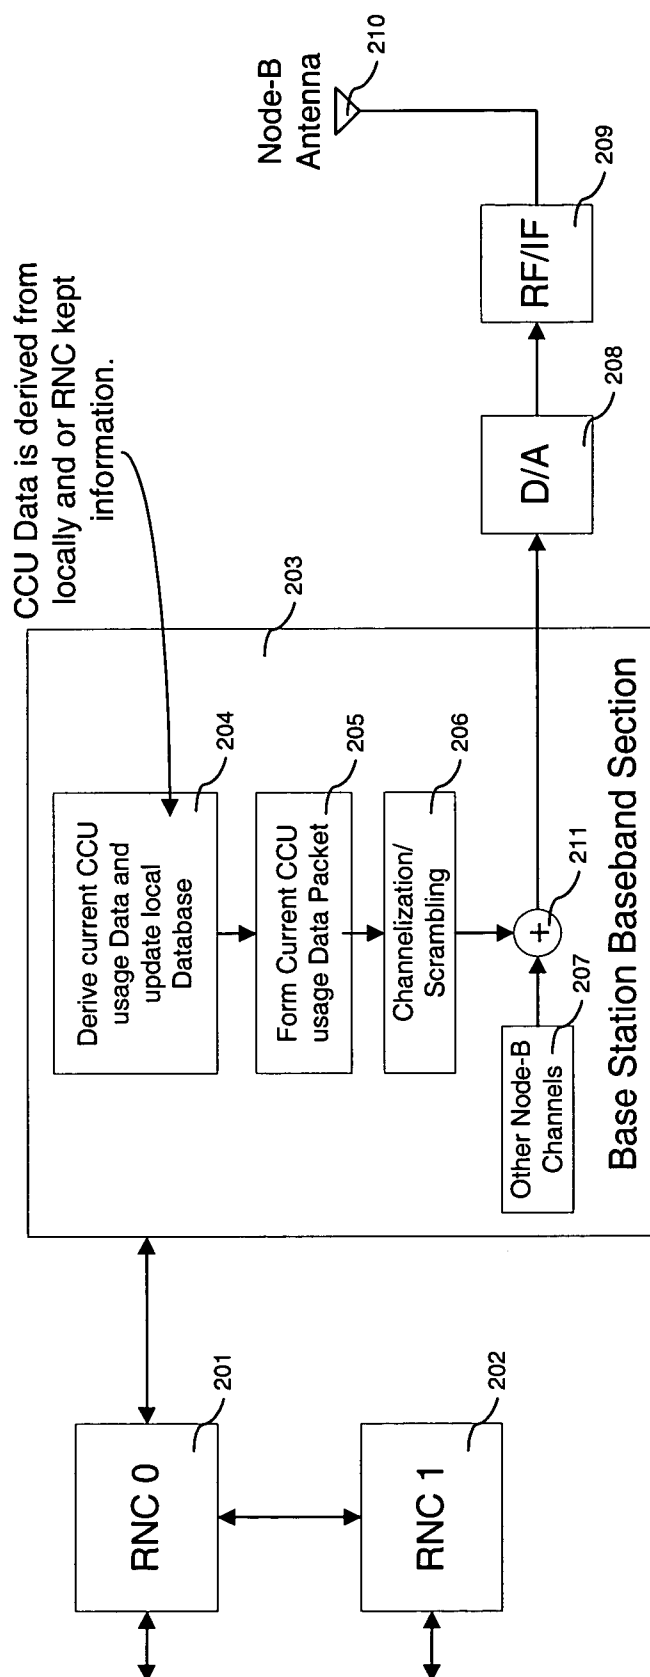 RNC 0
201
RNC 1
202
CCU Data is derived from
locally and or RNC kept
information.
203
Derive current CCU
usage Data and
update local
Database
204
Form Current CCU
usage Data Packet
205
Channelization/
Scrambling
206
Other Node-B
Channels
207
+
211
Base Station Baseband Section
D/A
208
RF/IF
209
Node-B
Antenna
210